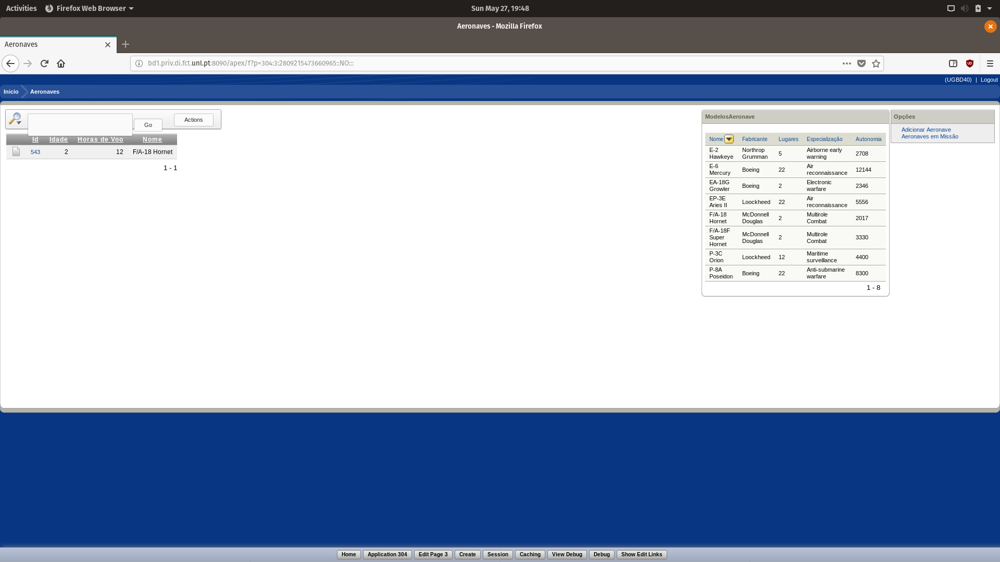 Activities Firefox Web Browser Sun May 27, 19:48
Aeronaves - Mozilla Firefox
Aeronaves
bd1.priv.di.fct.unl.pt:8090/apex/f?p=304:3:2809215473660965::NO:::
(UGBD40) | Logout
Inicio Aeronaves
Go Actions
Id Idade Horas de Voo Nome
543 2 12 F/A-18 Hornet
1 - 1
ModelosAeronave
Nome Fabricante Lugares Especialização Autonomia
E-2 Hawkeye Northrop Grumman 5 Airborne early warning 2708
E-6 Mercury Boeing 22 Air reconnaissance 12144
EA-18G Growler Boeing 2 Electronic warfare 2346
EP-3E Aries II Loockheed 22 Air reconnaissance 5556
F/A-18 Hornet McDonnell Douglas 2 Multirole Combat 2017
F/A-18F Super Hornet McDonnell Douglas 2 Multirole Combat 3330
P-3C Orion Loockheed 12 Maritime surveillance 4400
P-8A Poseidon Boeing 22 Anti-submarine warfare 8300
1 - 8
Opções
Adicionar Aeronave
Aeronaves em Missão
Home Application 304 Edit Page 3 Create Session Caching View Debug Debug Show Edit Links